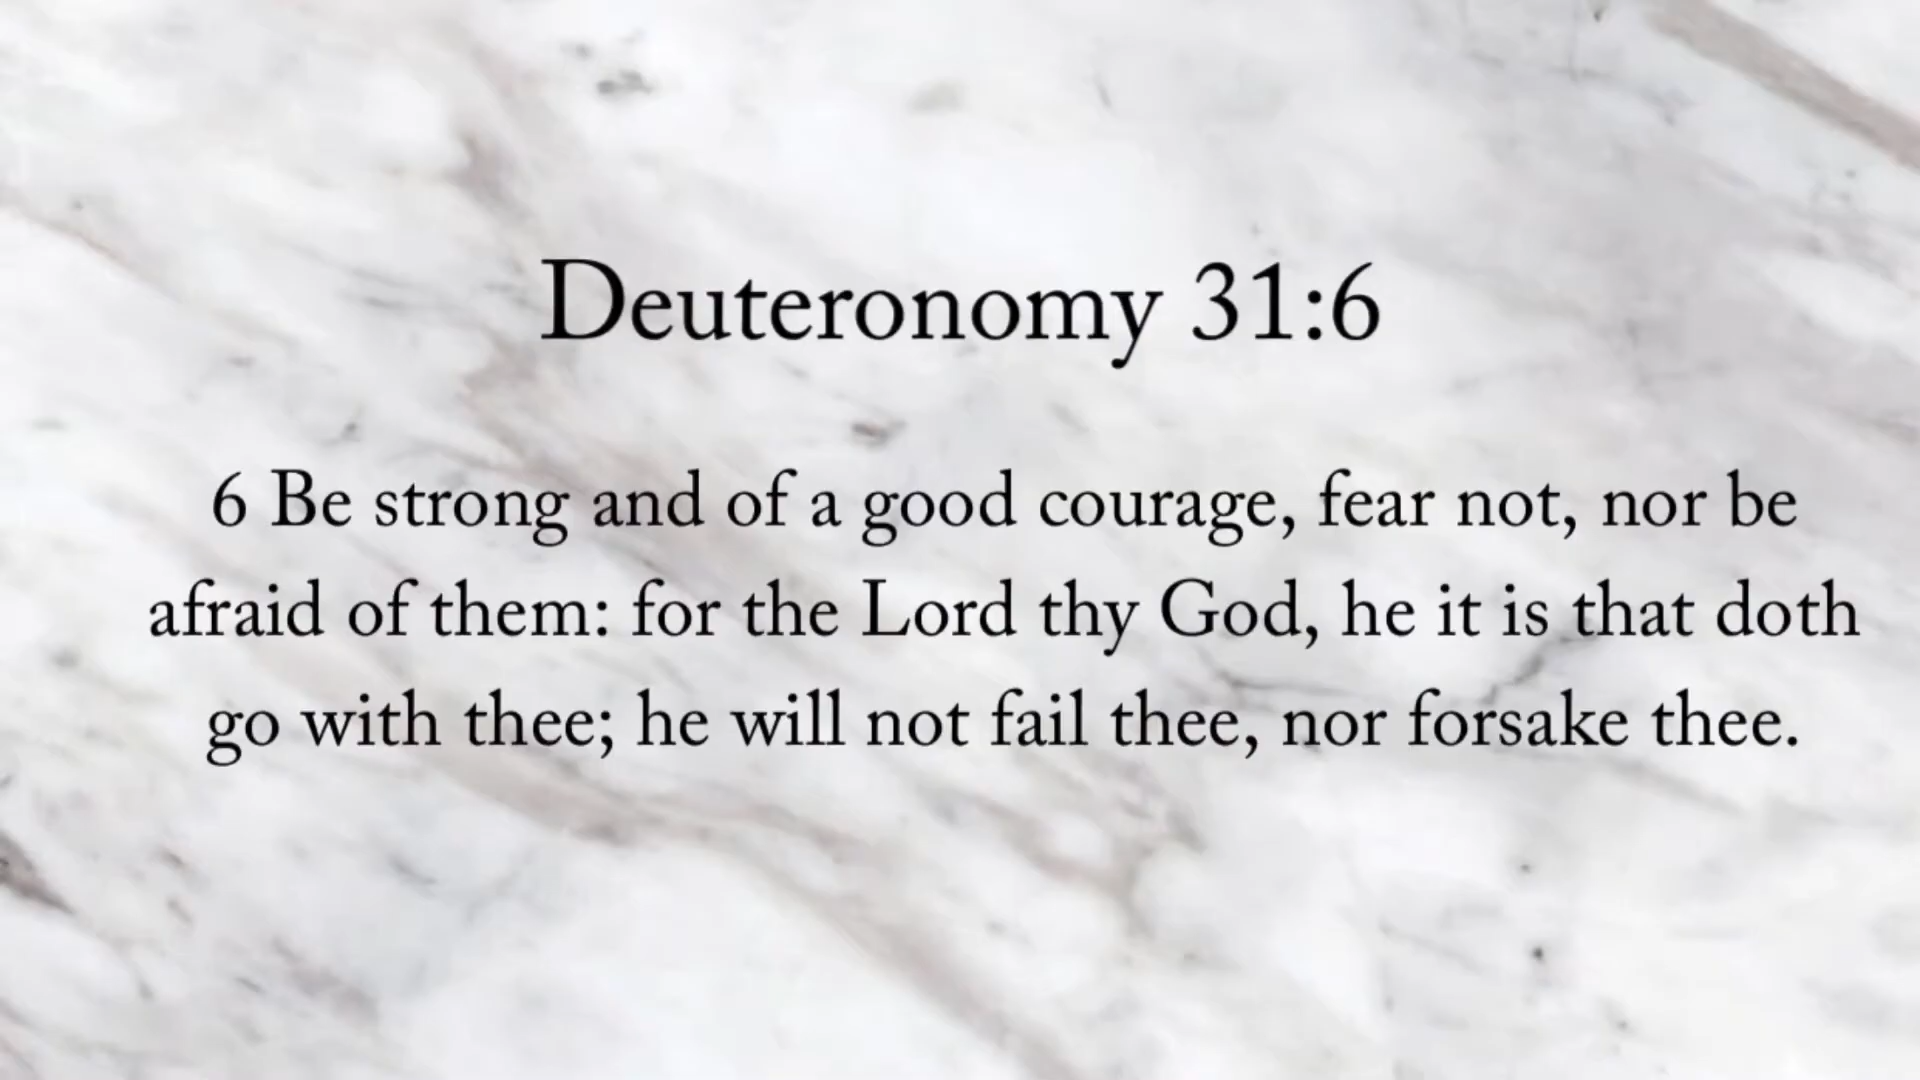 Deuteronomy 31:6
6 Be strong and of a good courage, fear not, nor be
afraid of them: for the Lord thy God, he it is that doth
go with thee; he will not fail thee, nor forsake thee.